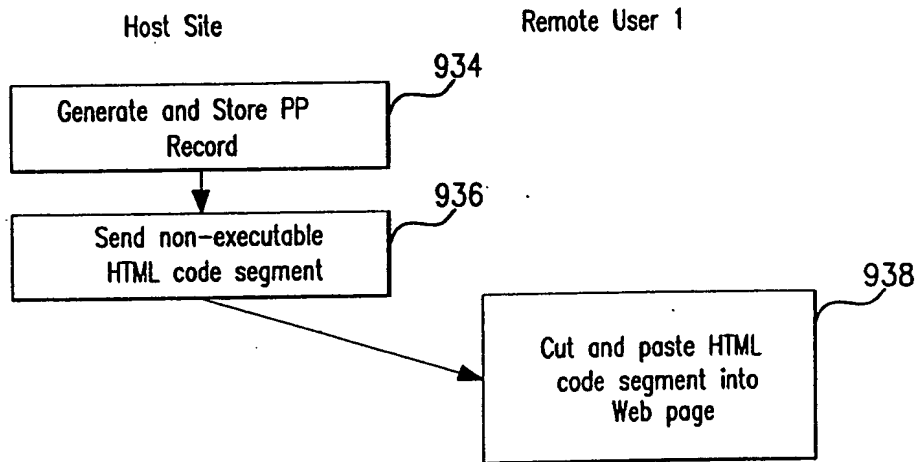 Host Site
Remote User 1
934
Generate and Store PP
Record
936
Send non-executable
HTML code segment
938
Cut and paste HTML
code segment into
Web page